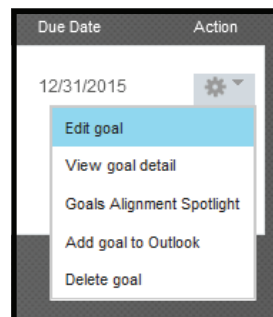 Due Date Action
12/31/2015
Edit goal
View goal detail
Goals Alignment Spotlight
Add goal to Outlook
Delete goal